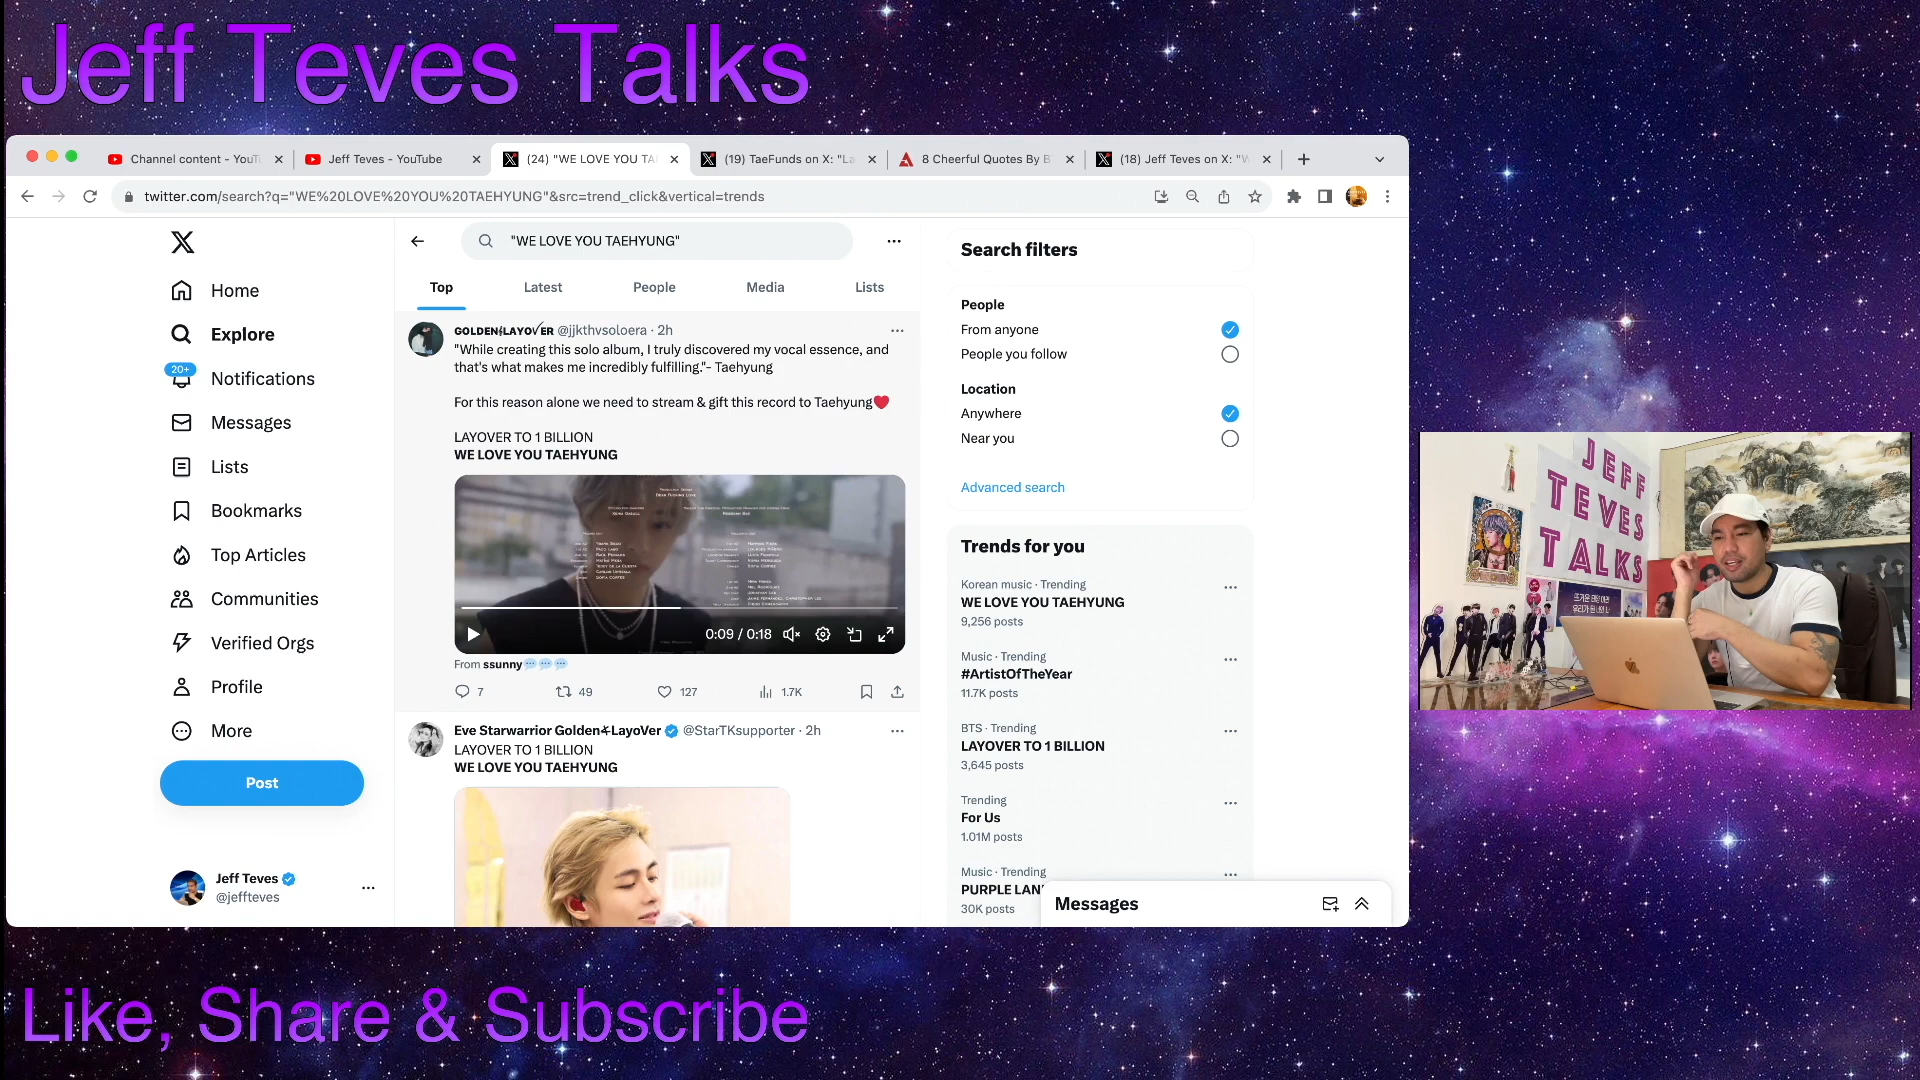 Jeff Teves Talks
Channel content - YouT
Jeff Teves - YouTube
(24) "WE LOVE YOU TA
(19) TaeFunds on X: "La
8 Cheerful Quotes By B
(18) Jeff Teves on X: "W
twitter.com/search?q="WE%20LOVE%20YOU%20TAEHYUNG"&src=trend_click&vertical=trends
"WE LOVE YOU TAEHYUNG"
Top
Latest
People
Media
Lists
Home
Explore
20+
Notifications
Messages
Lists
Bookmarks
Top Articles
Communities
Verified Orgs
Profile
More
Post
Jeff Teves
@jeffteves
GOLDEN LAYOVER @jjkthvsoloera · 2h
"While creating this solo album, I truly discovered my vocal essence, and
that's what makes me incredibly fulfilling."- Taehyung
For this reason alone we need to stream & gift this record to Taehyung❤️
LAYOVER TO 1 BILLION
WE LOVE YOU TAEHYUNG
0:09 / 0:18
From ssunny💬💬💬
7
49
127
1.7K
Eve Starwarrior Golden LayoVer @StarTKsupporter · 2h
LAYOVER TO 1 BILLION
WE LOVE YOU TAEHYUNG
Search filters
People
From anyone
People you follow
Location
Anywhere
Near you
Advanced search
Trends for you
Korean music · Trending
WE LOVE YOU TAEHYUNG
9,256 posts
Music · Trending
#ArtistOfTheYear
11.7K posts
BTS · Trending
LAYOVER TO 1 BILLION
3,645 posts
Trending
For Us
1.01M posts
Music · Trending
PURPLE LAN
30K posts
Messages
JEFF
TEVES
TALKS
Like, Share & Subscribe